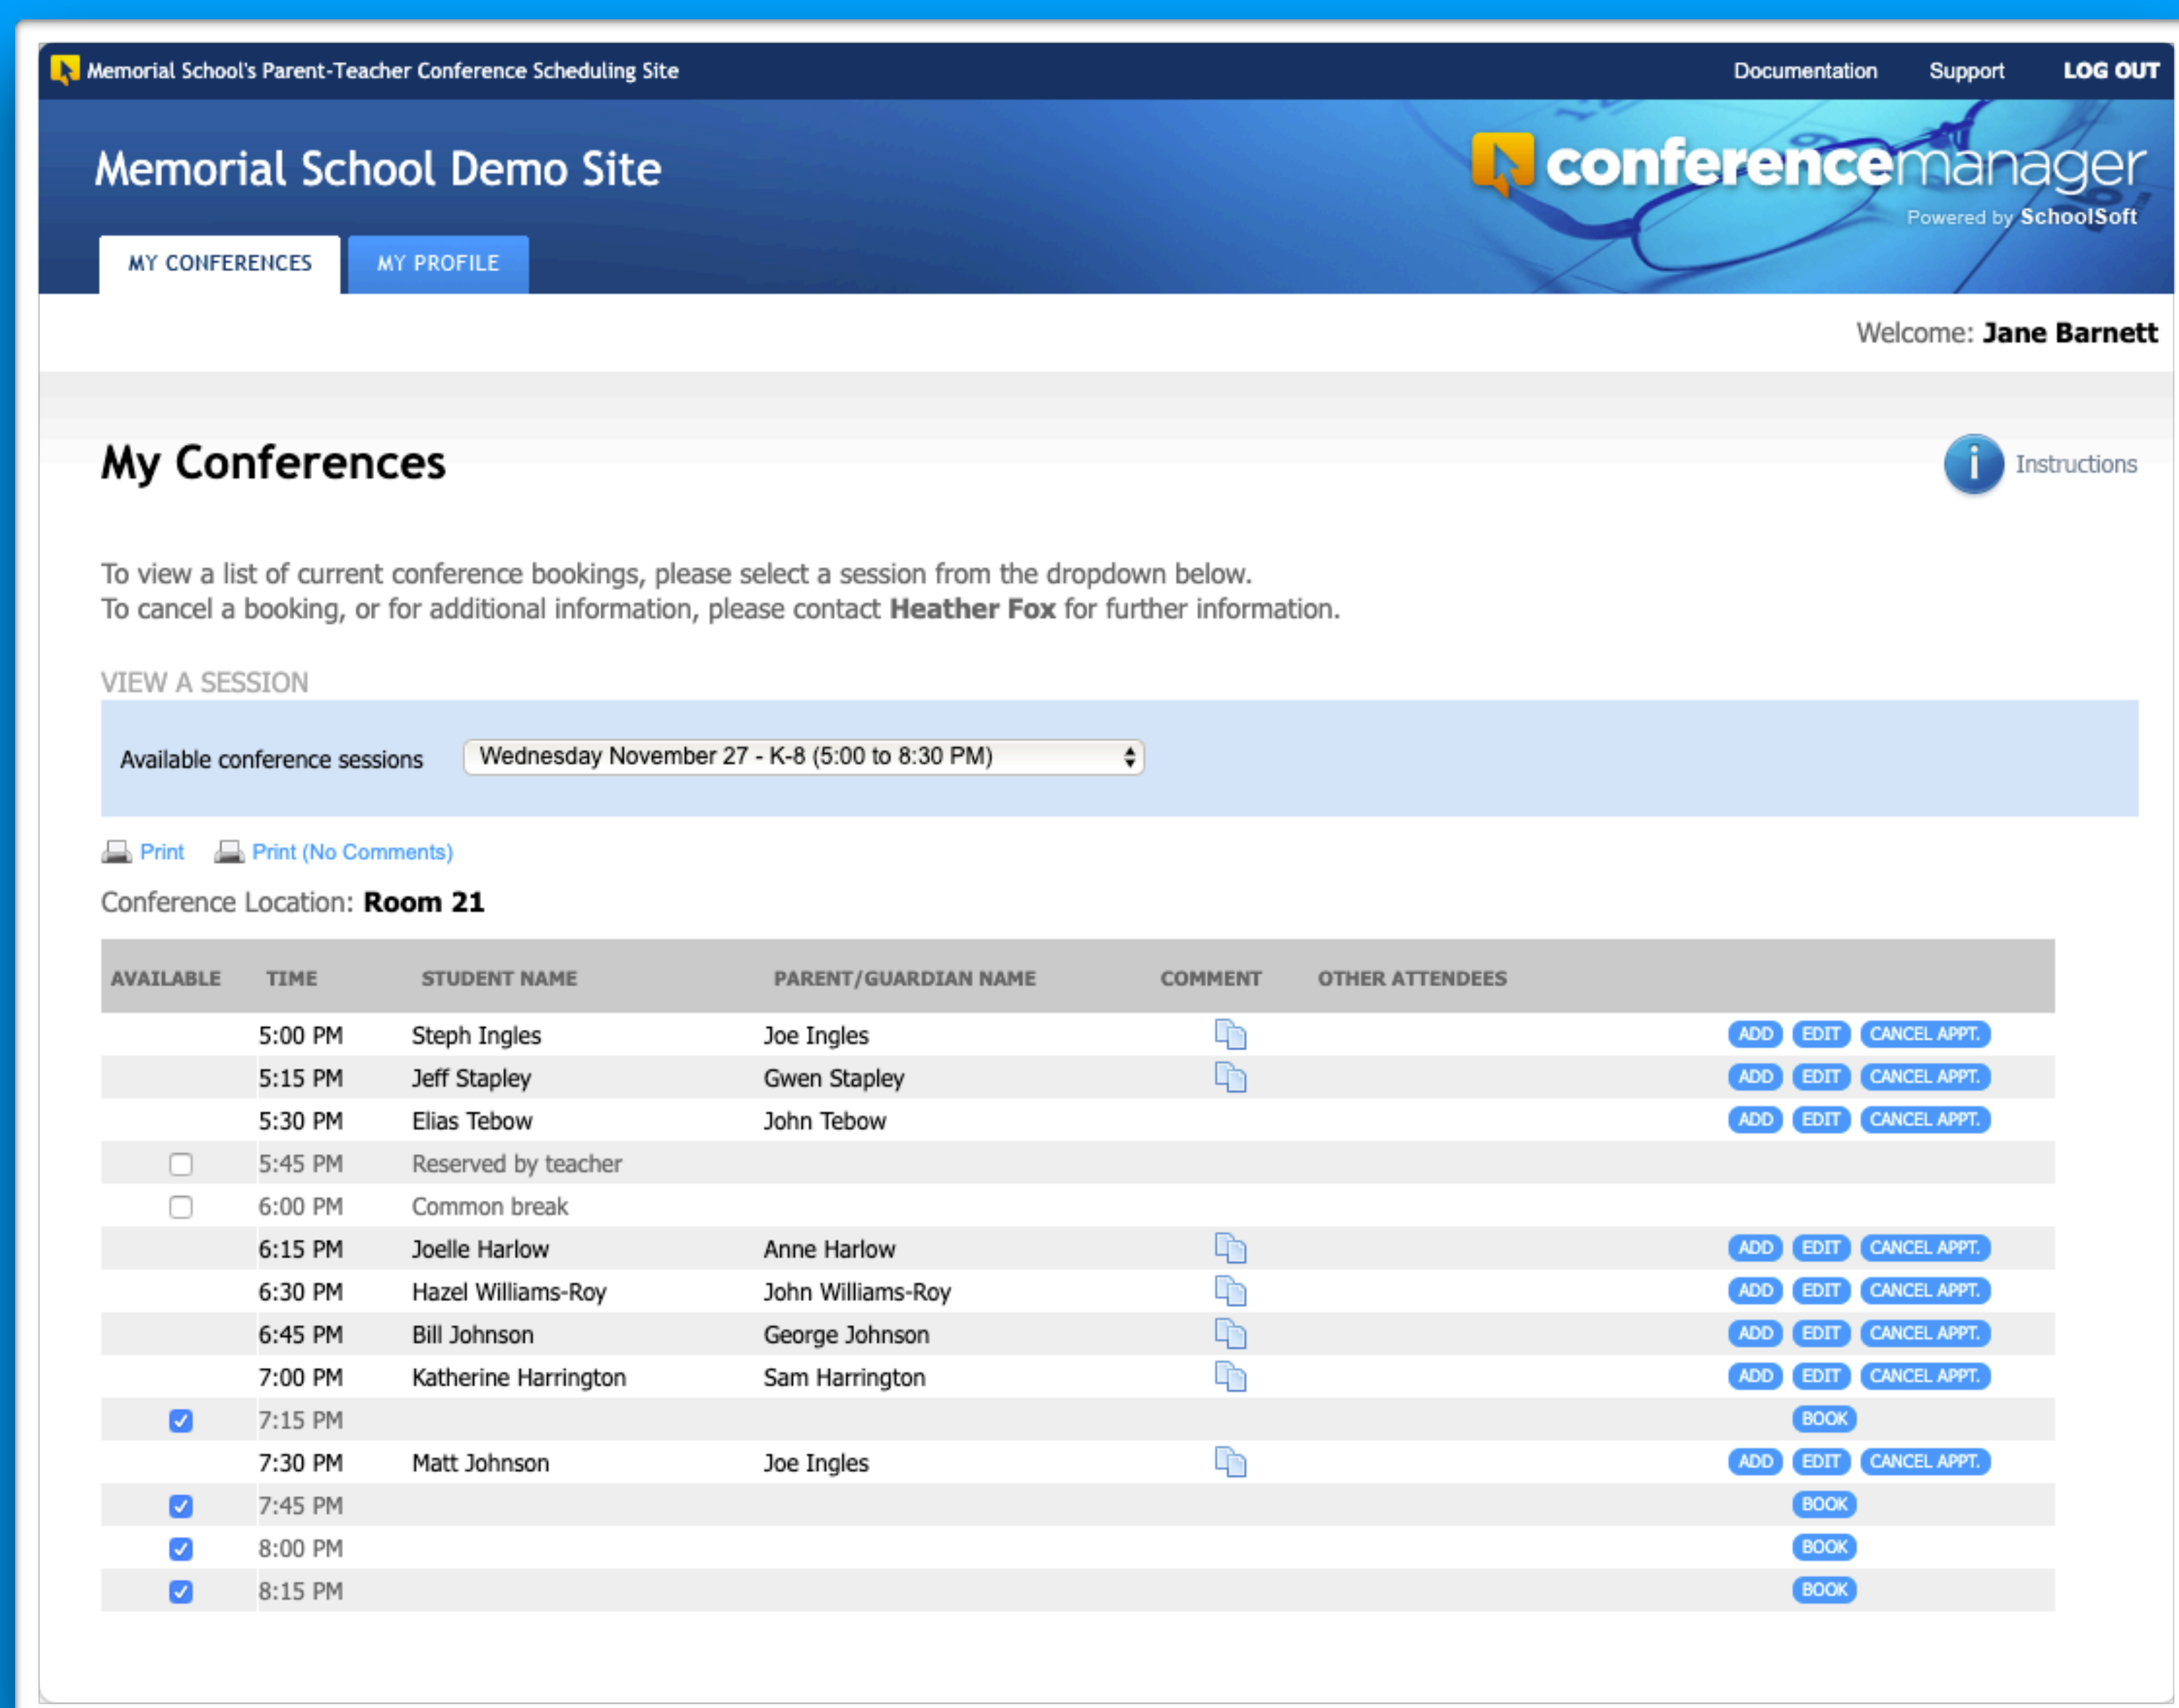 Memorial School's Parent-Teacher Conference Scheduling Site Documentation Support LOG OUT
Memorial School Demo Site
conferencemanager
Powered by SchoolSoft
MY CONFERENCES MY PROFILE
Welcome: Jane Barnett
My Conferences
i Instructions
To view a list of current conference bookings, please select a session from the dropdown below.
To cancel a booking, or for additional information, please contact Heather Fox for further information.
VIEW A SESSION
Available conference sessions Wednesday November 27 - K-8 (5:00 to 8:30 PM)
Print Print (No Comments)
Conference Location: Room 21
AVAILABLE TIME STUDENT NAME PARENT/GUARDIAN NAME COMMENT OTHER ATTENDEES
5:00 PM Steph Ingles Joe Ingles ADD EDIT CANCEL APPT.
5:15 PM Jeff Stapley Gwen Stapley ADD EDIT CANCEL APPT.
5:30 PM Elias Tebow John Tebow ADD EDIT CANCEL APPT.
5:45 PM Reserved by teacher
6:00 PM Common break
6:15 PM Joelle Harlow Anne Harlow ADD EDIT CANCEL APPT.
6:30 PM Hazel Williams-Roy John Williams-Roy ADD EDIT CANCEL APPT.
6:45 PM Bill Johnson George Johnson ADD EDIT CANCEL APPT.
7:00 PM Katherine Harrington Sam Harrington ADD EDIT CANCEL APPT.
7:15 PM BOOK
7:30 PM Matt Johnson Joe Ingles ADD EDIT CANCEL APPT.
7:45 PM BOOK
8:00 PM BOOK
8:15 PM BOOK